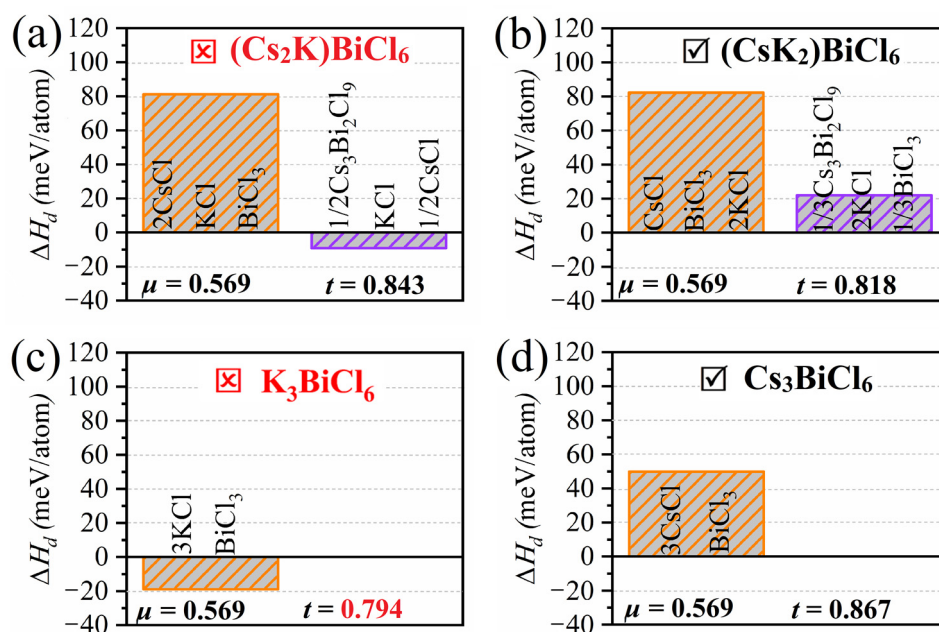 (a)
☒ (Cs₂K)BiCl₆
ΔH_d (meV/atom)
120
100
80
60
40
20
0
−20
−40
2CsCl
KCl
BiCl₃
1/2Cs₃Bi₂Cl₉
KCl
1/2CsCl
μ = 0.569
t = 0.843
(b)
☑ (CsK₂)BiCl₆
ΔH_d (meV/atom)
120
100
80
60
40
20
0
−20
−40
CsCl
BiCl₃
2KCl
1/3Cs₃Bi₂Cl₉
2KCl
1/3BiCl₃
μ = 0.569
t = 0.818
(c)
☒ K₃BiCl₆
ΔH_d (meV/atom)
120
100
80
60
40
20
0
−20
−40
3KCl
BiCl₃
μ = 0.569
t = 0.794
(d)
☑ Cs₃BiCl₆
ΔH_d (meV/atom)
120
100
80
60
40
20
0
−20
−40
3CsCl
BiCl₃
μ = 0.569
t = 0.867